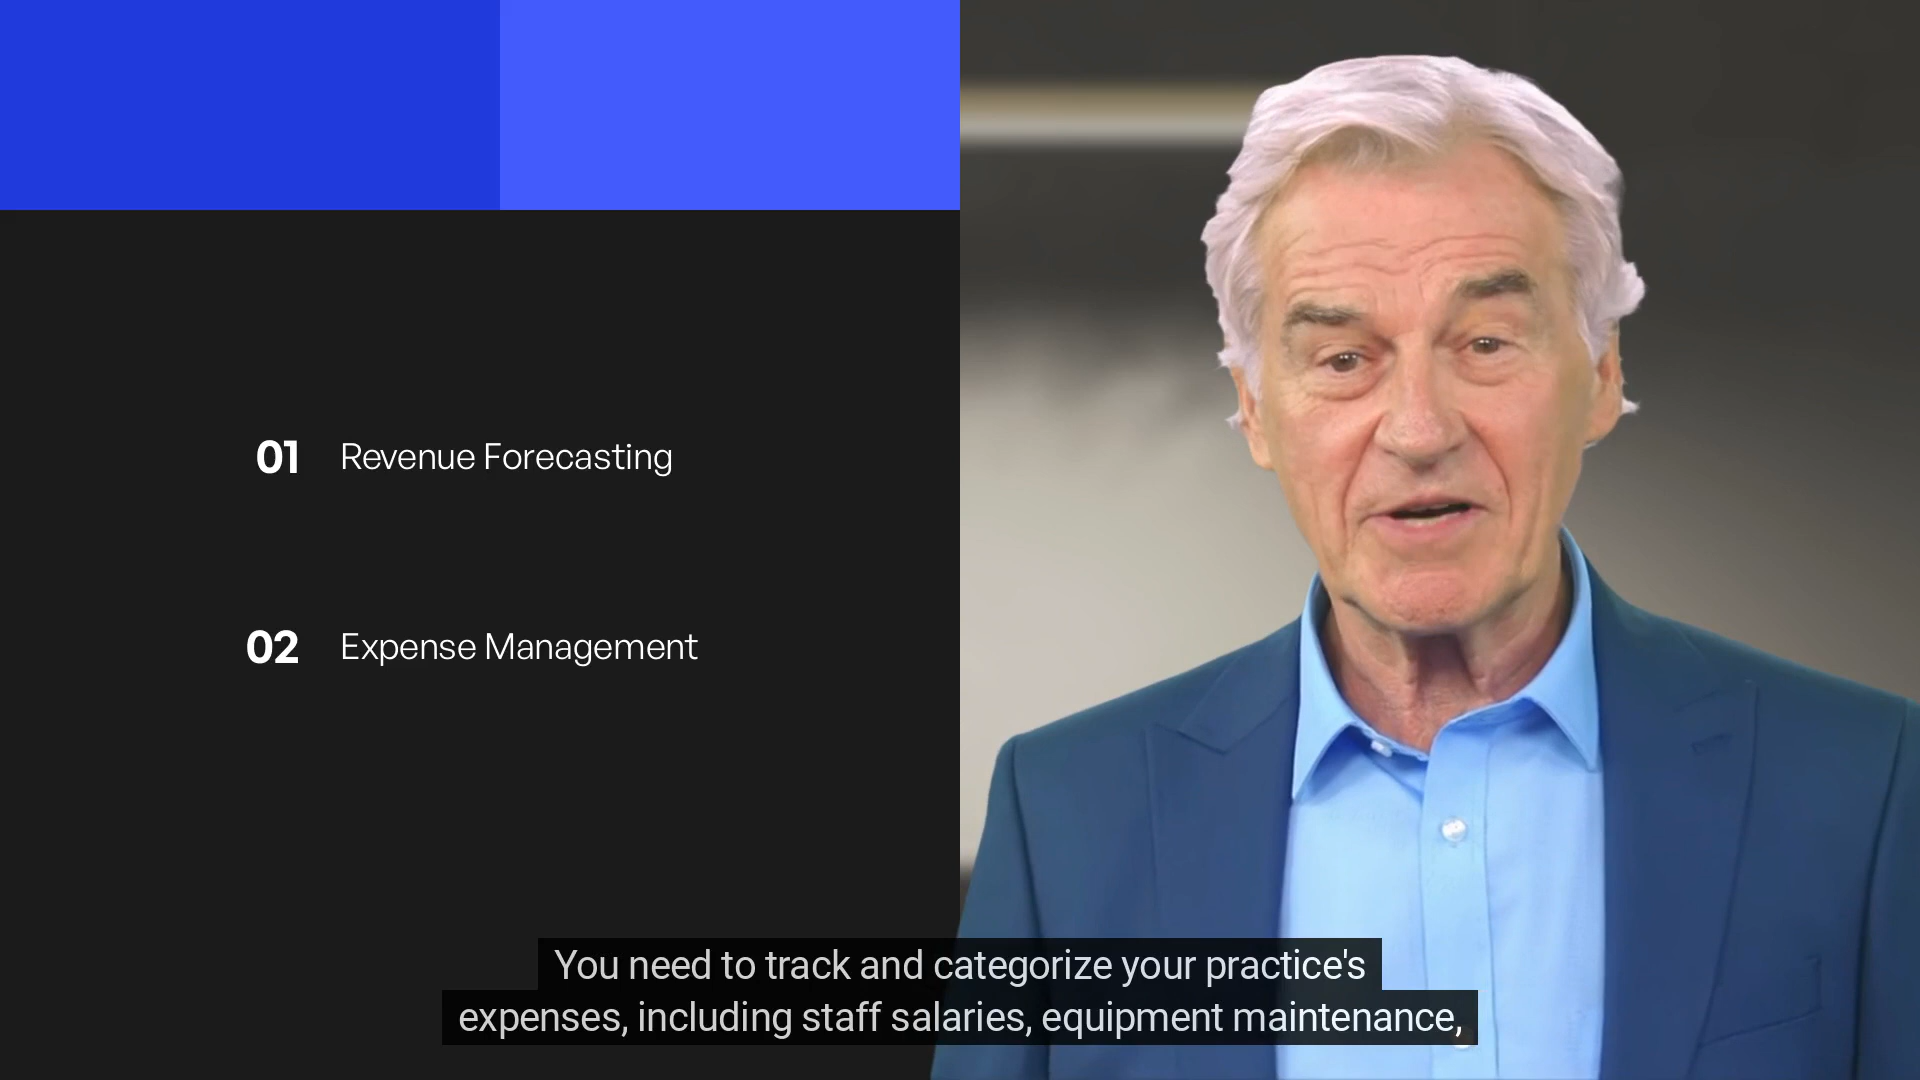 01 Revenue Forecasting
02 Expense Management
You need to track and categorize your practice's
expenses, including staff salaries, equipment maintenance,